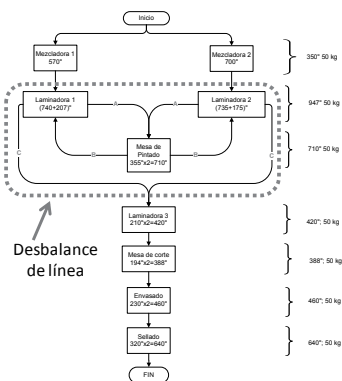 Inicio
Mezcladora 1
570"
Mezcladora 2
700"
350" 50 kg
Laminadora 1
(740+207)"
A
A
Laminadora 2
(735+175)"
947" 50 kg
Mesa de
Pintado
355"x2=710"
B
B
C
C
710" 50 kg
Laminadora 3
210"x2=420"
420"; 50 kg
Desbalance
de línea
Mesa de corte
194"x2=388"
388"; 50 kg
Envasado
230"x2=460"
460"; 50 kg
Sellado
320"x2=640"
640"; 50 kg
FIN